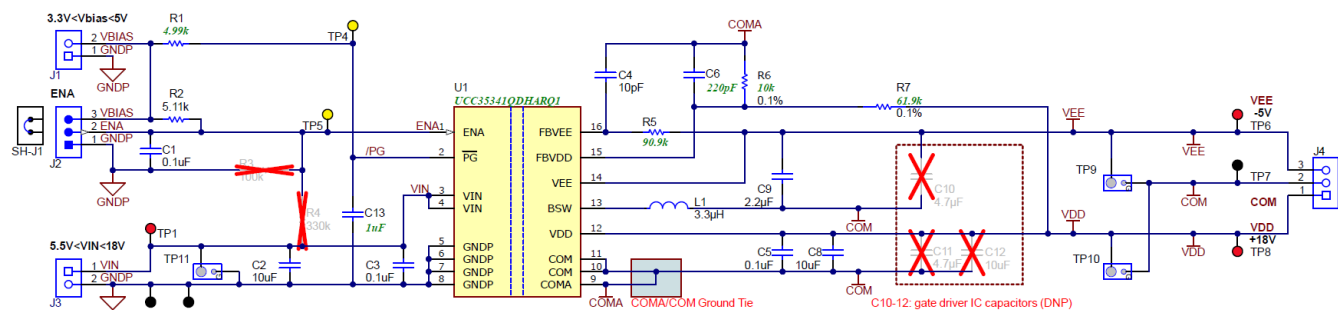 3.3V<Vbias<5V
2 VBIAS
1 GNDP
J1
GNDP
R1
4.99k
TP4
ENA
3 VBIAS
2 ENA
1 GNDP
SH-J1
J2
GNDP
R2
5.11k
C1
0.1uF
R3
100k
R4
330k
TP5
/PG
VIN
C13
1uF
5.5V<VIN<18V
1 VIN
2 GNDP
J3
GNDP
TP1
TP11
C2
10uF
C3
0.1uF
U1
UCC35341QDHARQ1
ENA 1 ENA
2 PG
3 VIN
4 VIN
5 GNDP
6 GNDP
7 GNDP
8 GNDP
FBVEE 16
FBVDD 15
VEE 14
BSW 13
VDD 12
COM 11
COM 10
COMA 9
COMA
C4
10pF
C6
220pF
COMA
R6
10k
0.1%
R5
90.9k
R7
61.9k
0.1%
L1
3.3µH
C9
2.2µF
COM
C5
0.1uF
C8
10uF
COM
COMA/COM Ground Tie
C10
4.7µF
C11
4.7µF
C12
10uF
C10-12: gate driver IC capacitors (DNP)
VEE
VDD
TP9
TP10
VEE
COM
VDD
VEE
-5V
TP6
TP7
COM
VDD
+18V
TP8
J4
3
2
1